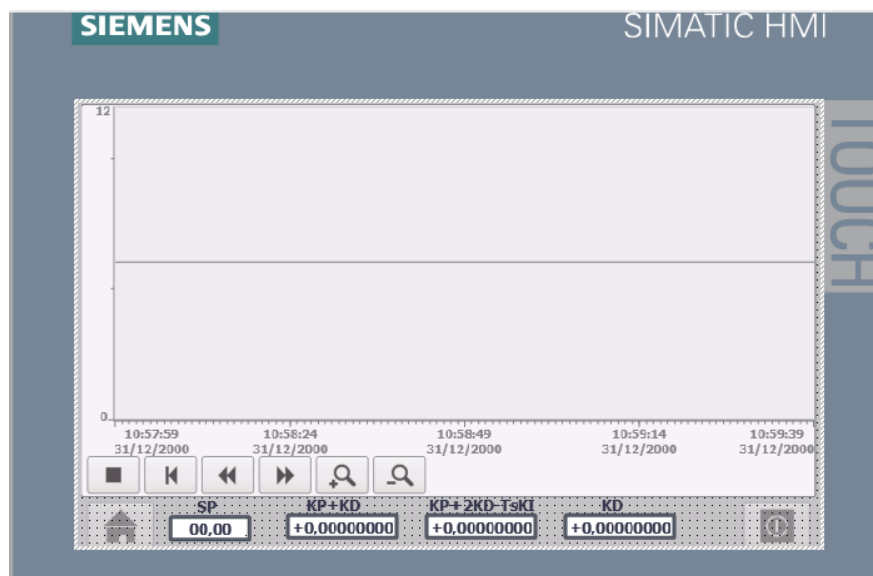 SIEMENS
SIMATIC HMI
TOUCH
12
0
10:57:59 10:58:24 10:58:49 10:59:14 10:59:39
31/12/2000 31/12/2000 31/12/2000 31/12/2000 31/12/2000
SP KP+KD KP+2KD-TsKI KD
00,00 +0,00000000 +0,00000000 +0,00000000